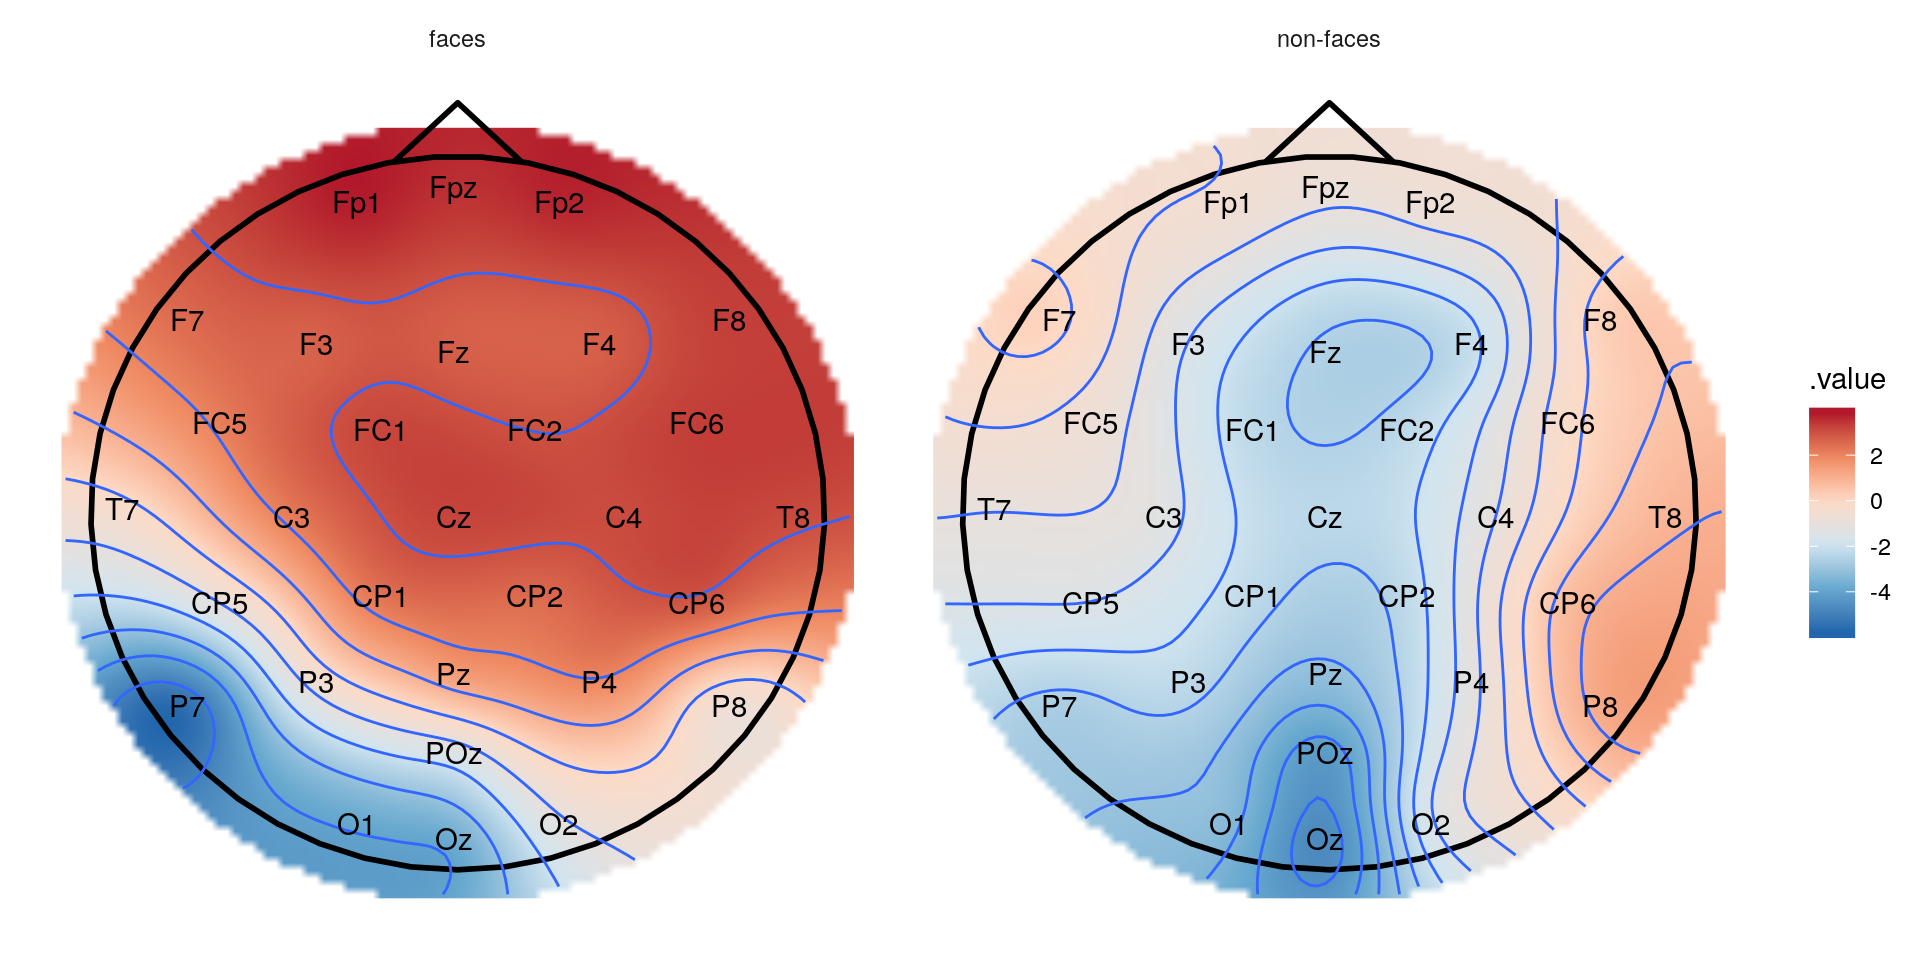 faces
non-faces
Fp1 Fpz Fp2
F7 F3 Fz F4 F8
FC5 FC1 FC2 FC6
T7 C3 Cz C4 T8
CP5 CP1 CP2 CP6
P7 P3 Pz P4 P8
POz
O1 Oz O2
Fp1 Fpz Fp2
F7 F3 Fz F4 F8
FC5 FC1 FC2 FC6
T7 C3 Cz C4 T8
CP5 CP1 CP2 CP6
P7 P3 Pz P4 P8
POz
O1 Oz O2
.value
2
0
-2
-4